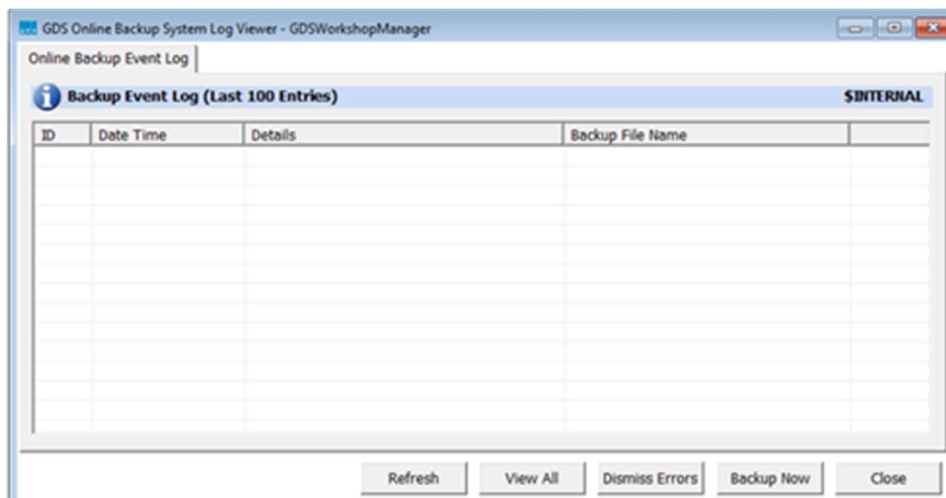 GDS Online Backup System Log Viewer - GDSWorkshopManager
Online Backup Event Log
Backup Event Log (Last 100 Entries) $INTERNAL
ID Date Time Details Backup File Name
Refresh View All Dismiss Errors Backup Now Close